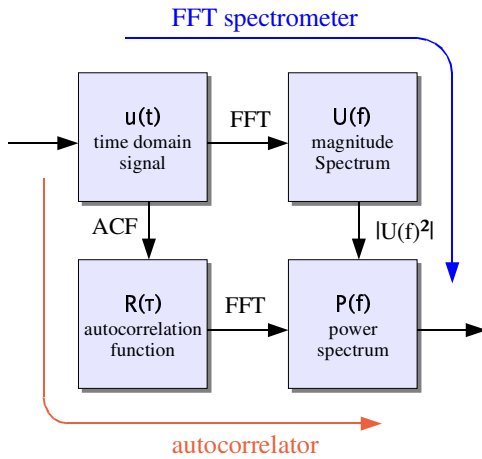 FFT spectrometer
u(t)
time domain
signal
FFT
U(f)
magnitude
Spectrum
ACF
|U(f)²|
R(τ)
autocorrelation
function
FFT
P(f)
power
spectrum
autocorrelator